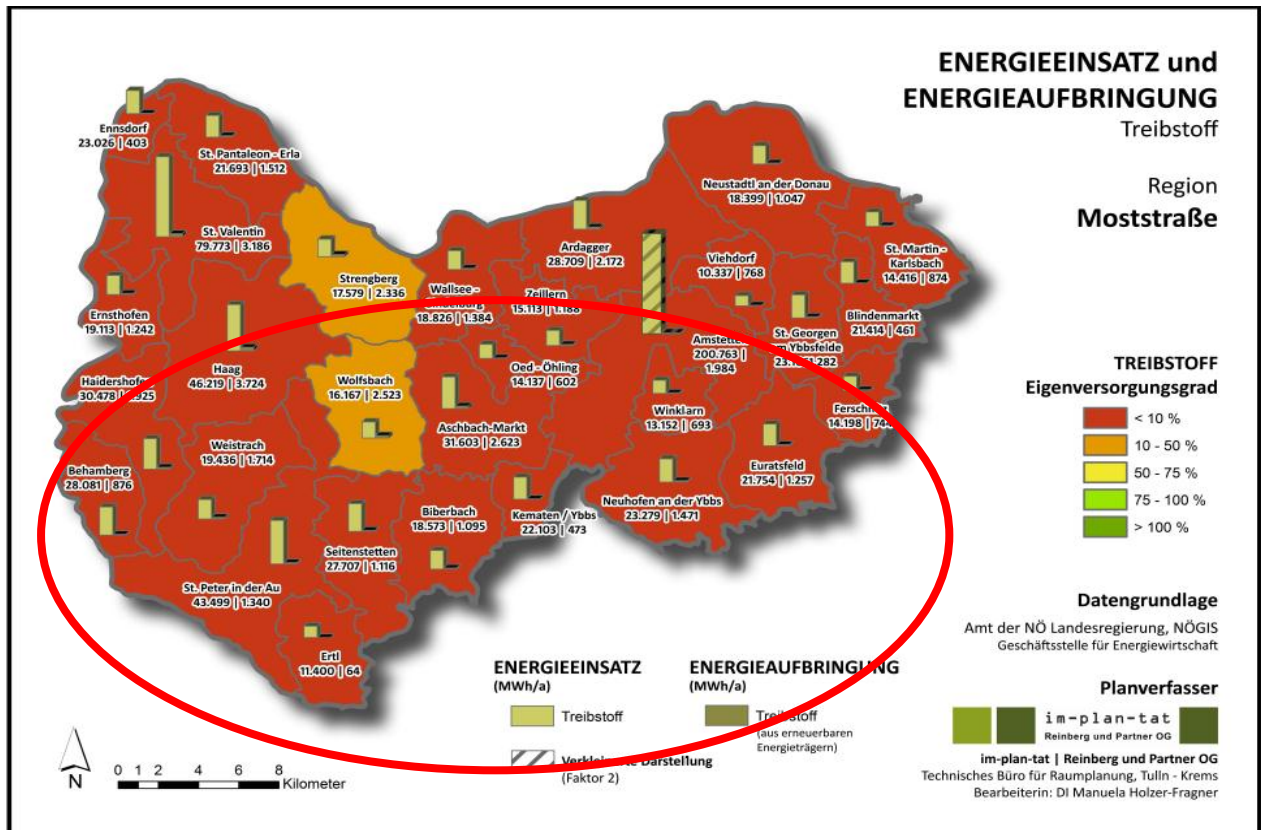 ENERGIEEINSATZ und
ENERGIEAUFBRINGUNG
Treibstoff
Region
Moststraße
Ennsdorf
23.026 | 403
St. Pantaleon - Erla
21.693 | 1.512
St. Valentin
79.773 | 3.186
Strengberg
17.579 | 2.336
Wallsee -
18.826 | 1.384
Ardagger
28.709 | 2.172
Neustadtl an der Donau
18.399 | 1.047
Viehdorf
10.337 | 768
St. Martin -
Karlsbach
14.416 | 874
Zeillern
15.113 | 1.188
Blindenmarkt
21.414 | 461
Ernsthofen
19.113 | 1.242
Haag
46.219 | 3.724
Amstetten
200.763 |
1.984
St. Georgen
Ybbsfelde
Oed - Öhling
14.137 | 602
Haidershofen
30.478
Wolfsbach
16.167 | 2.523
Winklarn
13.152 | 693
Ferschnitz
14.198 | 744
Aschbach-Markt
31.603 | 2.623
Weistrach
19.436 | 1.714
Behamberg
28.081 | 876
Euratsfeld
21.754 | 1.257
Neuhofen an der Ybbs
23.279 | 1.471
Biberbach
18.573 | 1.095
Kematen / Ybbs
22.103 | 473
Seitenstetten
27.707 | 1.116
St. Peter in der Au
43.499 | 1.340
Ertl
11.400 | 64
TREIBSTOFF
Eigenversorgungsgrad
< 10 %
10 - 50 %
50 - 75 %
75 - 100 %
> 100 %
ENERGIEEINSATZ
(MWh/a)
Treibstoff
Verkleinerte Darstellung
(Faktor 2)
ENERGIEAUFBRINGUNG
(MWh/a)
Treibstoff
(aus erneuerbaren
Energieträgern)
N
0 1 2 4 6 8
Kilometer
Datengrundlage
Amt der NÖ Landesregierung, NÖGIS
Geschäftsstelle für Energiewirtschaft
Planverfasser
im-plan-tat
Reinberg und Partner OG
im-plan-tat | Reinberg und Partner OG
Technisches Büro für Raumplanung, Tulln - Krems
Bearbeiterin: DI Manuela Holzer-Fragner